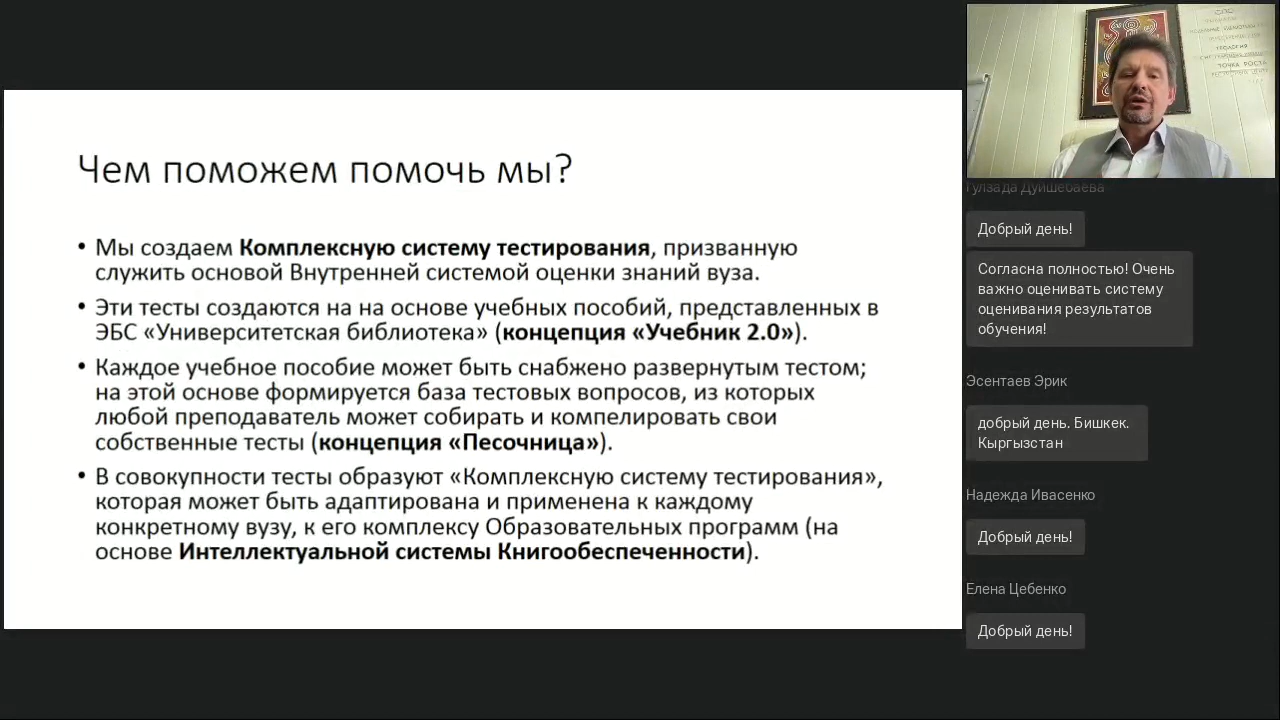 Чем поможем помочь мы?
• Мы создаем Комплексную систему тестирования, призванную
служить основой Внутренней системой оценки знаний вуза.
• Эти тесты создаются на на основе учебных пособий, представленных в
ЭБС «Университетская библиотека» (концепция «Учебник 2.0»).
• Каждое учебное пособие может быть снабжено развернутым тестом;
на этой основе формируется база тестовых вопросов, из которых
любой преподаватель может собирать и компелировать свои
собственные тесты (концепция «Песочница»).
• В совокупности тесты образуют «Комплексную систему тестирования»,
которая может быть адаптирована и применена к каждому
конкретному вузу, к его комплексу Образовательных программ (на
основе Интеллектуальной системы Книгообеспеченности).
СПО
ТОЧКА РОСТА
Гулзада Дуйшебаева
Добрый день!
Согласна полностью! Очень
важно оценивать систему
оценивания результатов
обучения!
Эсентаев Эрик
добрый день. Бишкек.
Кыргызстан
Надежда Ивасенко
Добрый день!
Елена Цебенко
Добрый день!